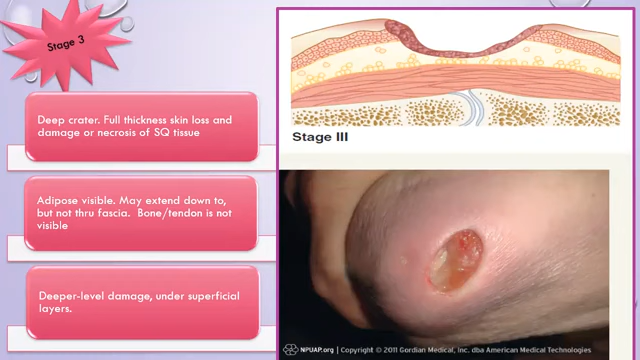 Stage 3
Deep crater. Full thickness skin loss and
damage or necrosis of SQ tissue
Adipose visible. May extend down to,
but not thru fascia. Bone/tendon is not
visible
Deeper-level damage, under superficial
layers.
Stage III
NPUAP.org | Copyright © 2011 Gordian Medical, Inc. dba American Medical Technologies